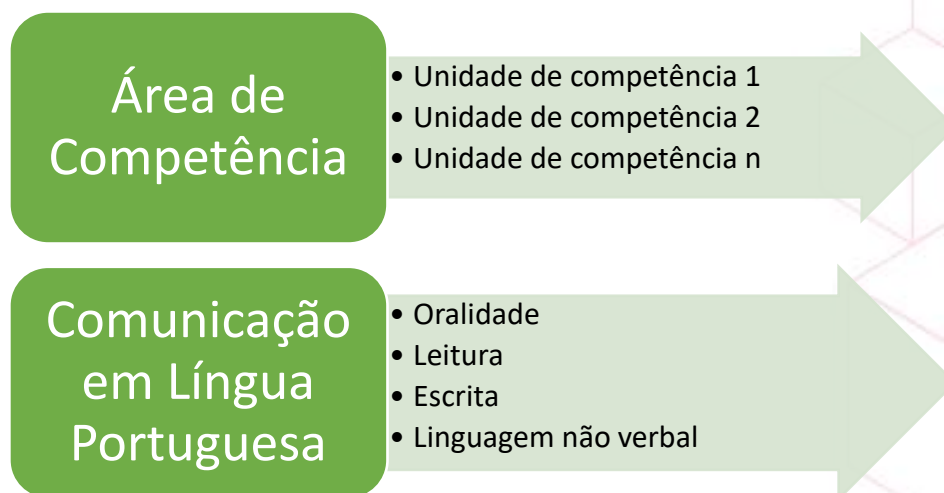 Área de
Competência
• Unidade de competência 1
• Unidade de competência 2
• Unidade de competência n
Comunicação
em Língua
Portuguesa
• Oralidade
• Leitura
• Escrita
• Linguagem não verbal